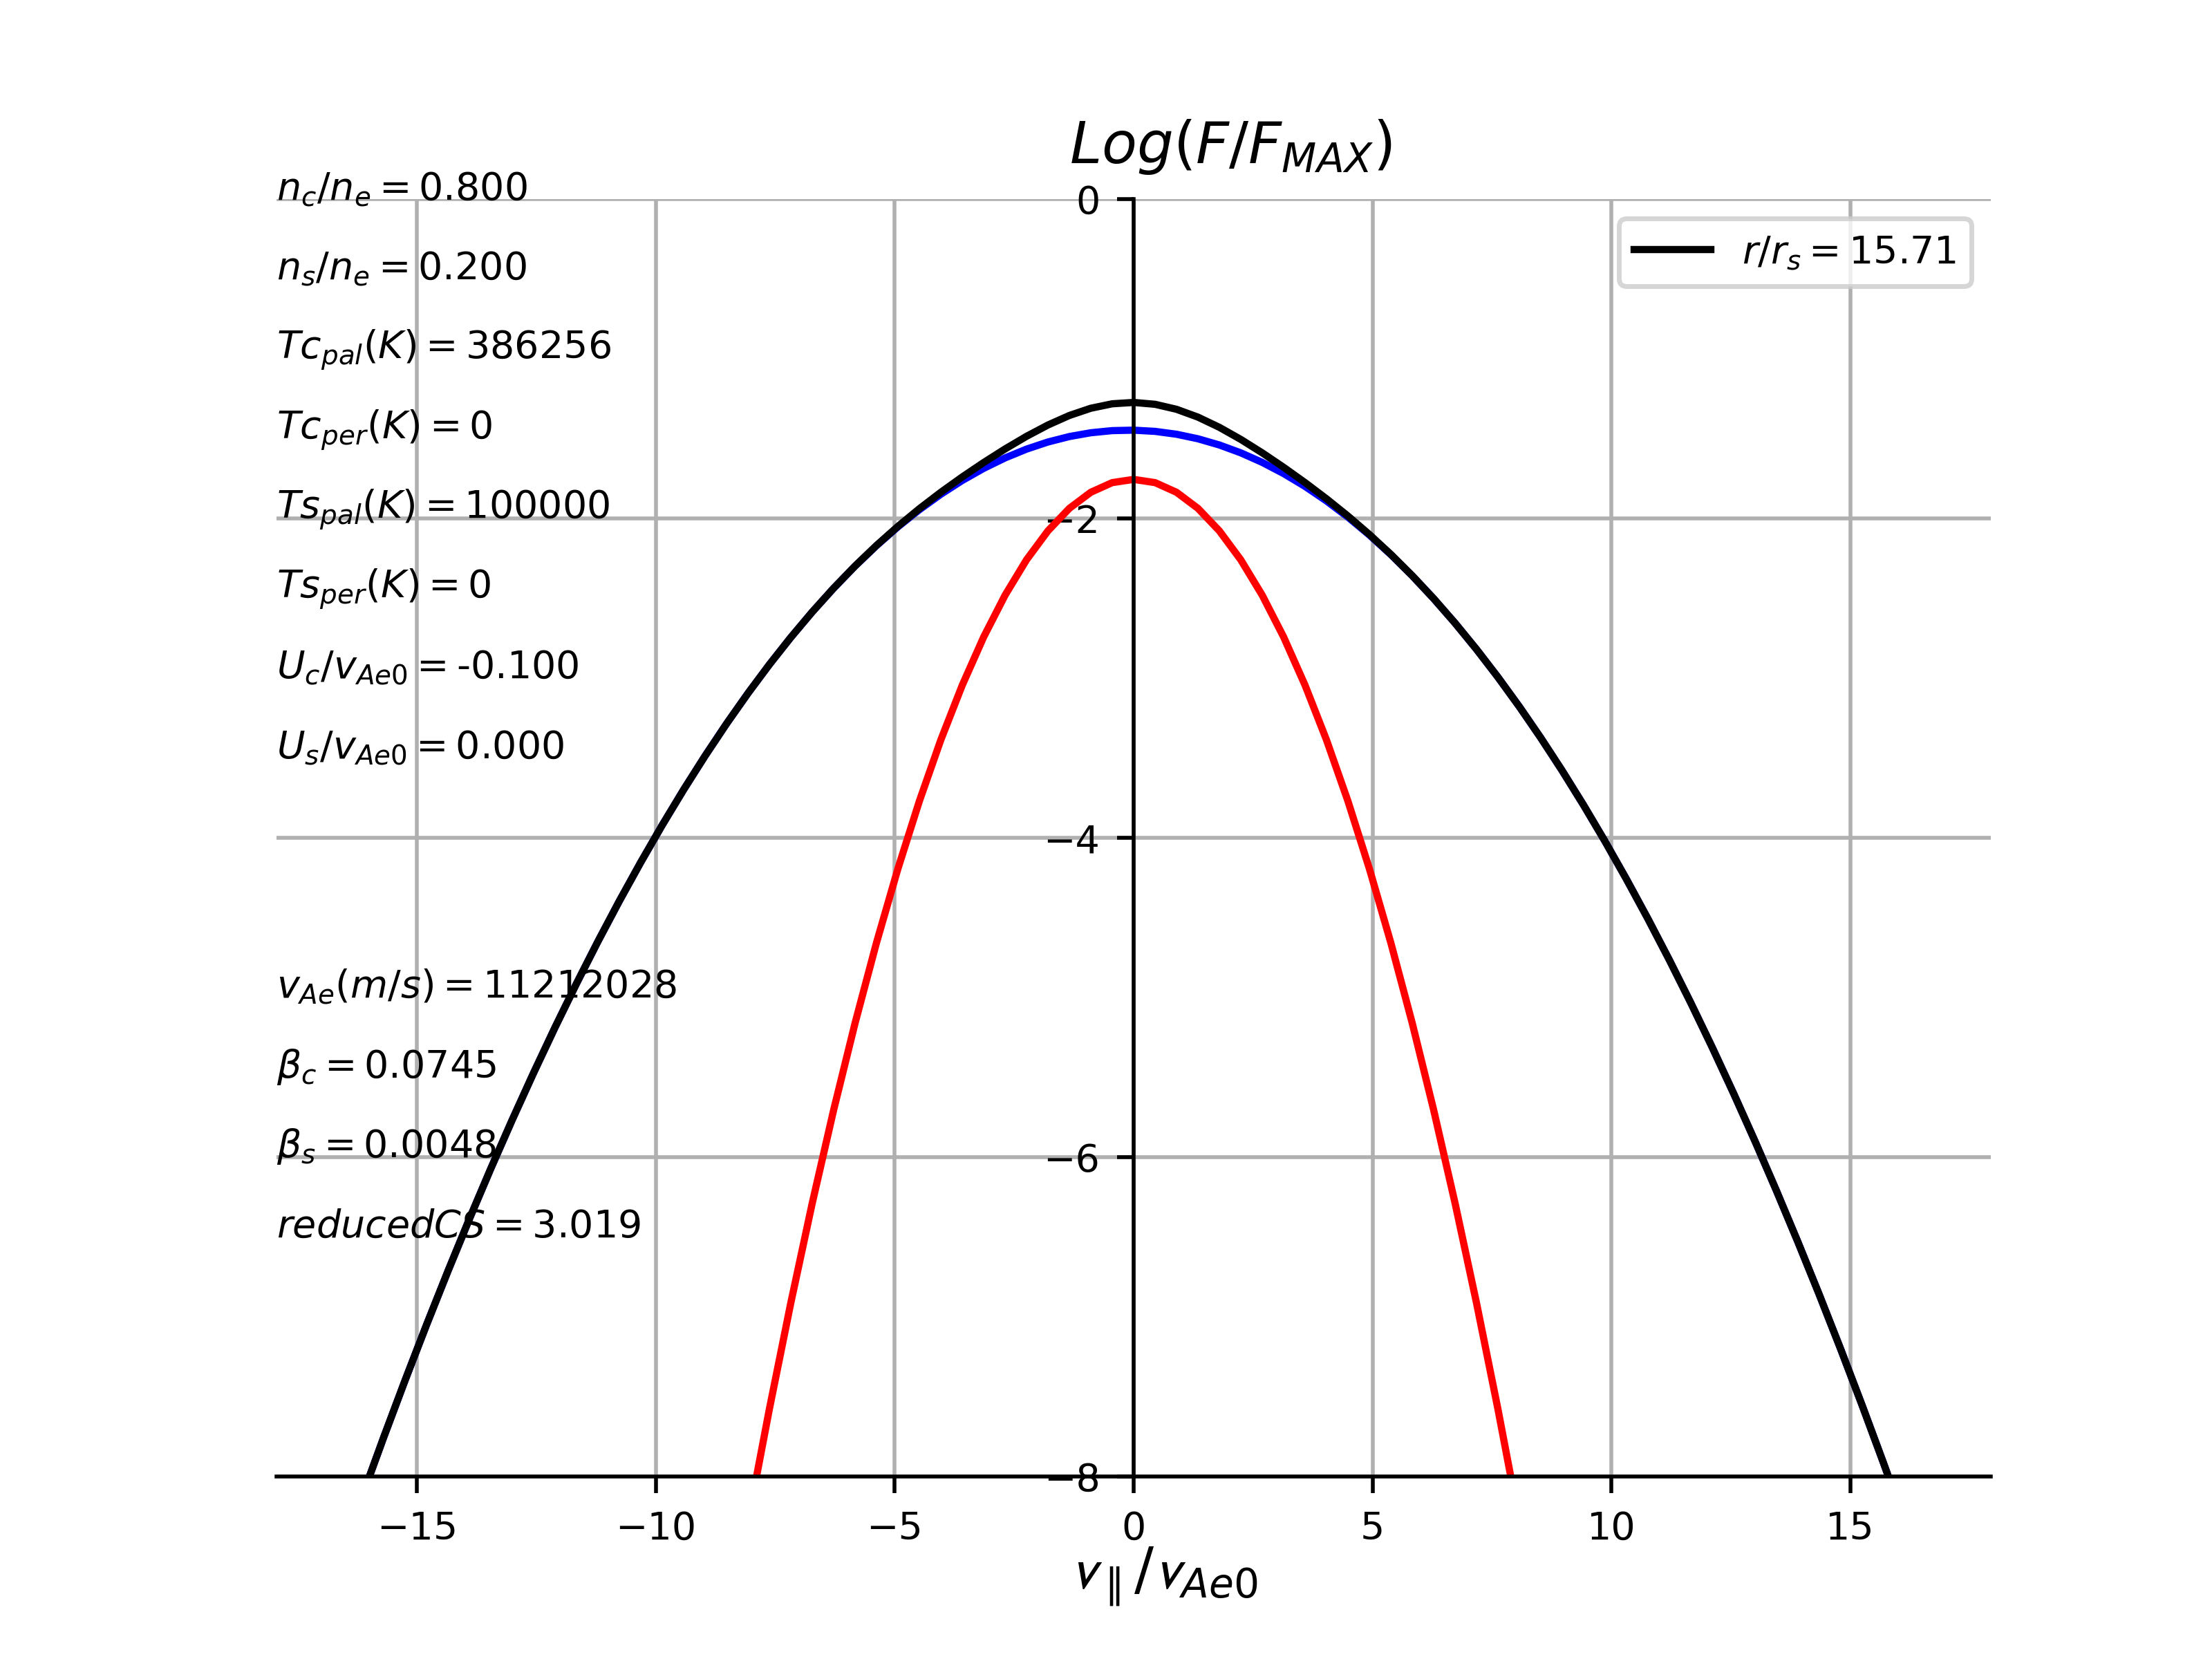 Log(F/F_MAX)
n_c/n_e = 0.800
0
r/r_s = 15.71
n_s/n_e = 0.200
Tc_pal(K) = 386256
Tc_per(K) = 0
Ts_pal(K) = 100000
−2
Ts_per(K) = 0
U_c/v_Ae0 = -0.100
U_s/v_Ae0 = 0.000
−4
v_Ae(m/s) = 11212028
β_c = 0.0745
β_s = 0.0048
−6
reducedCS = 3.019
−8
−15 −10 −5 0 5 10 15
v_∥/v_Ae0